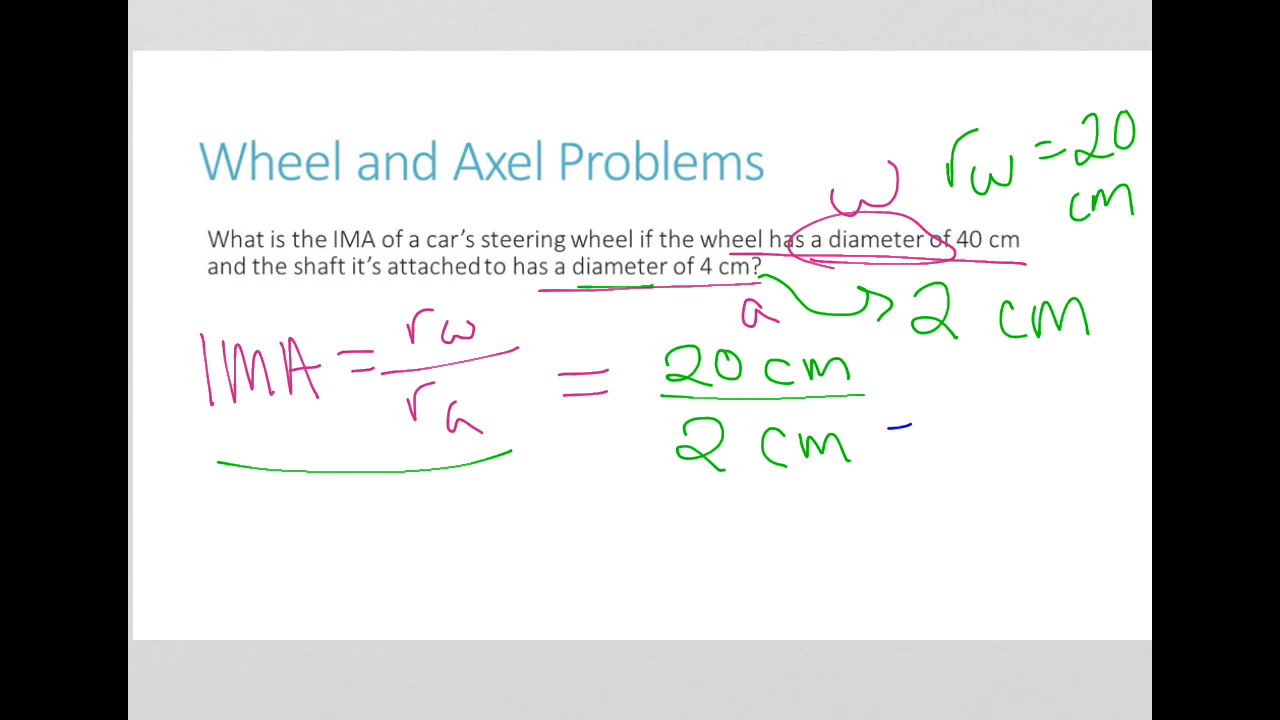 Wheel and Axel Problems
w
rw = 20
cm
What is the IMA of a car's steering wheel if the wheel has a diameter of 40 cm
and the shaft it's attached to has a diameter of 4 cm?
a
2 cm
IMA = rw / ra = 20 cm / 2 cm -